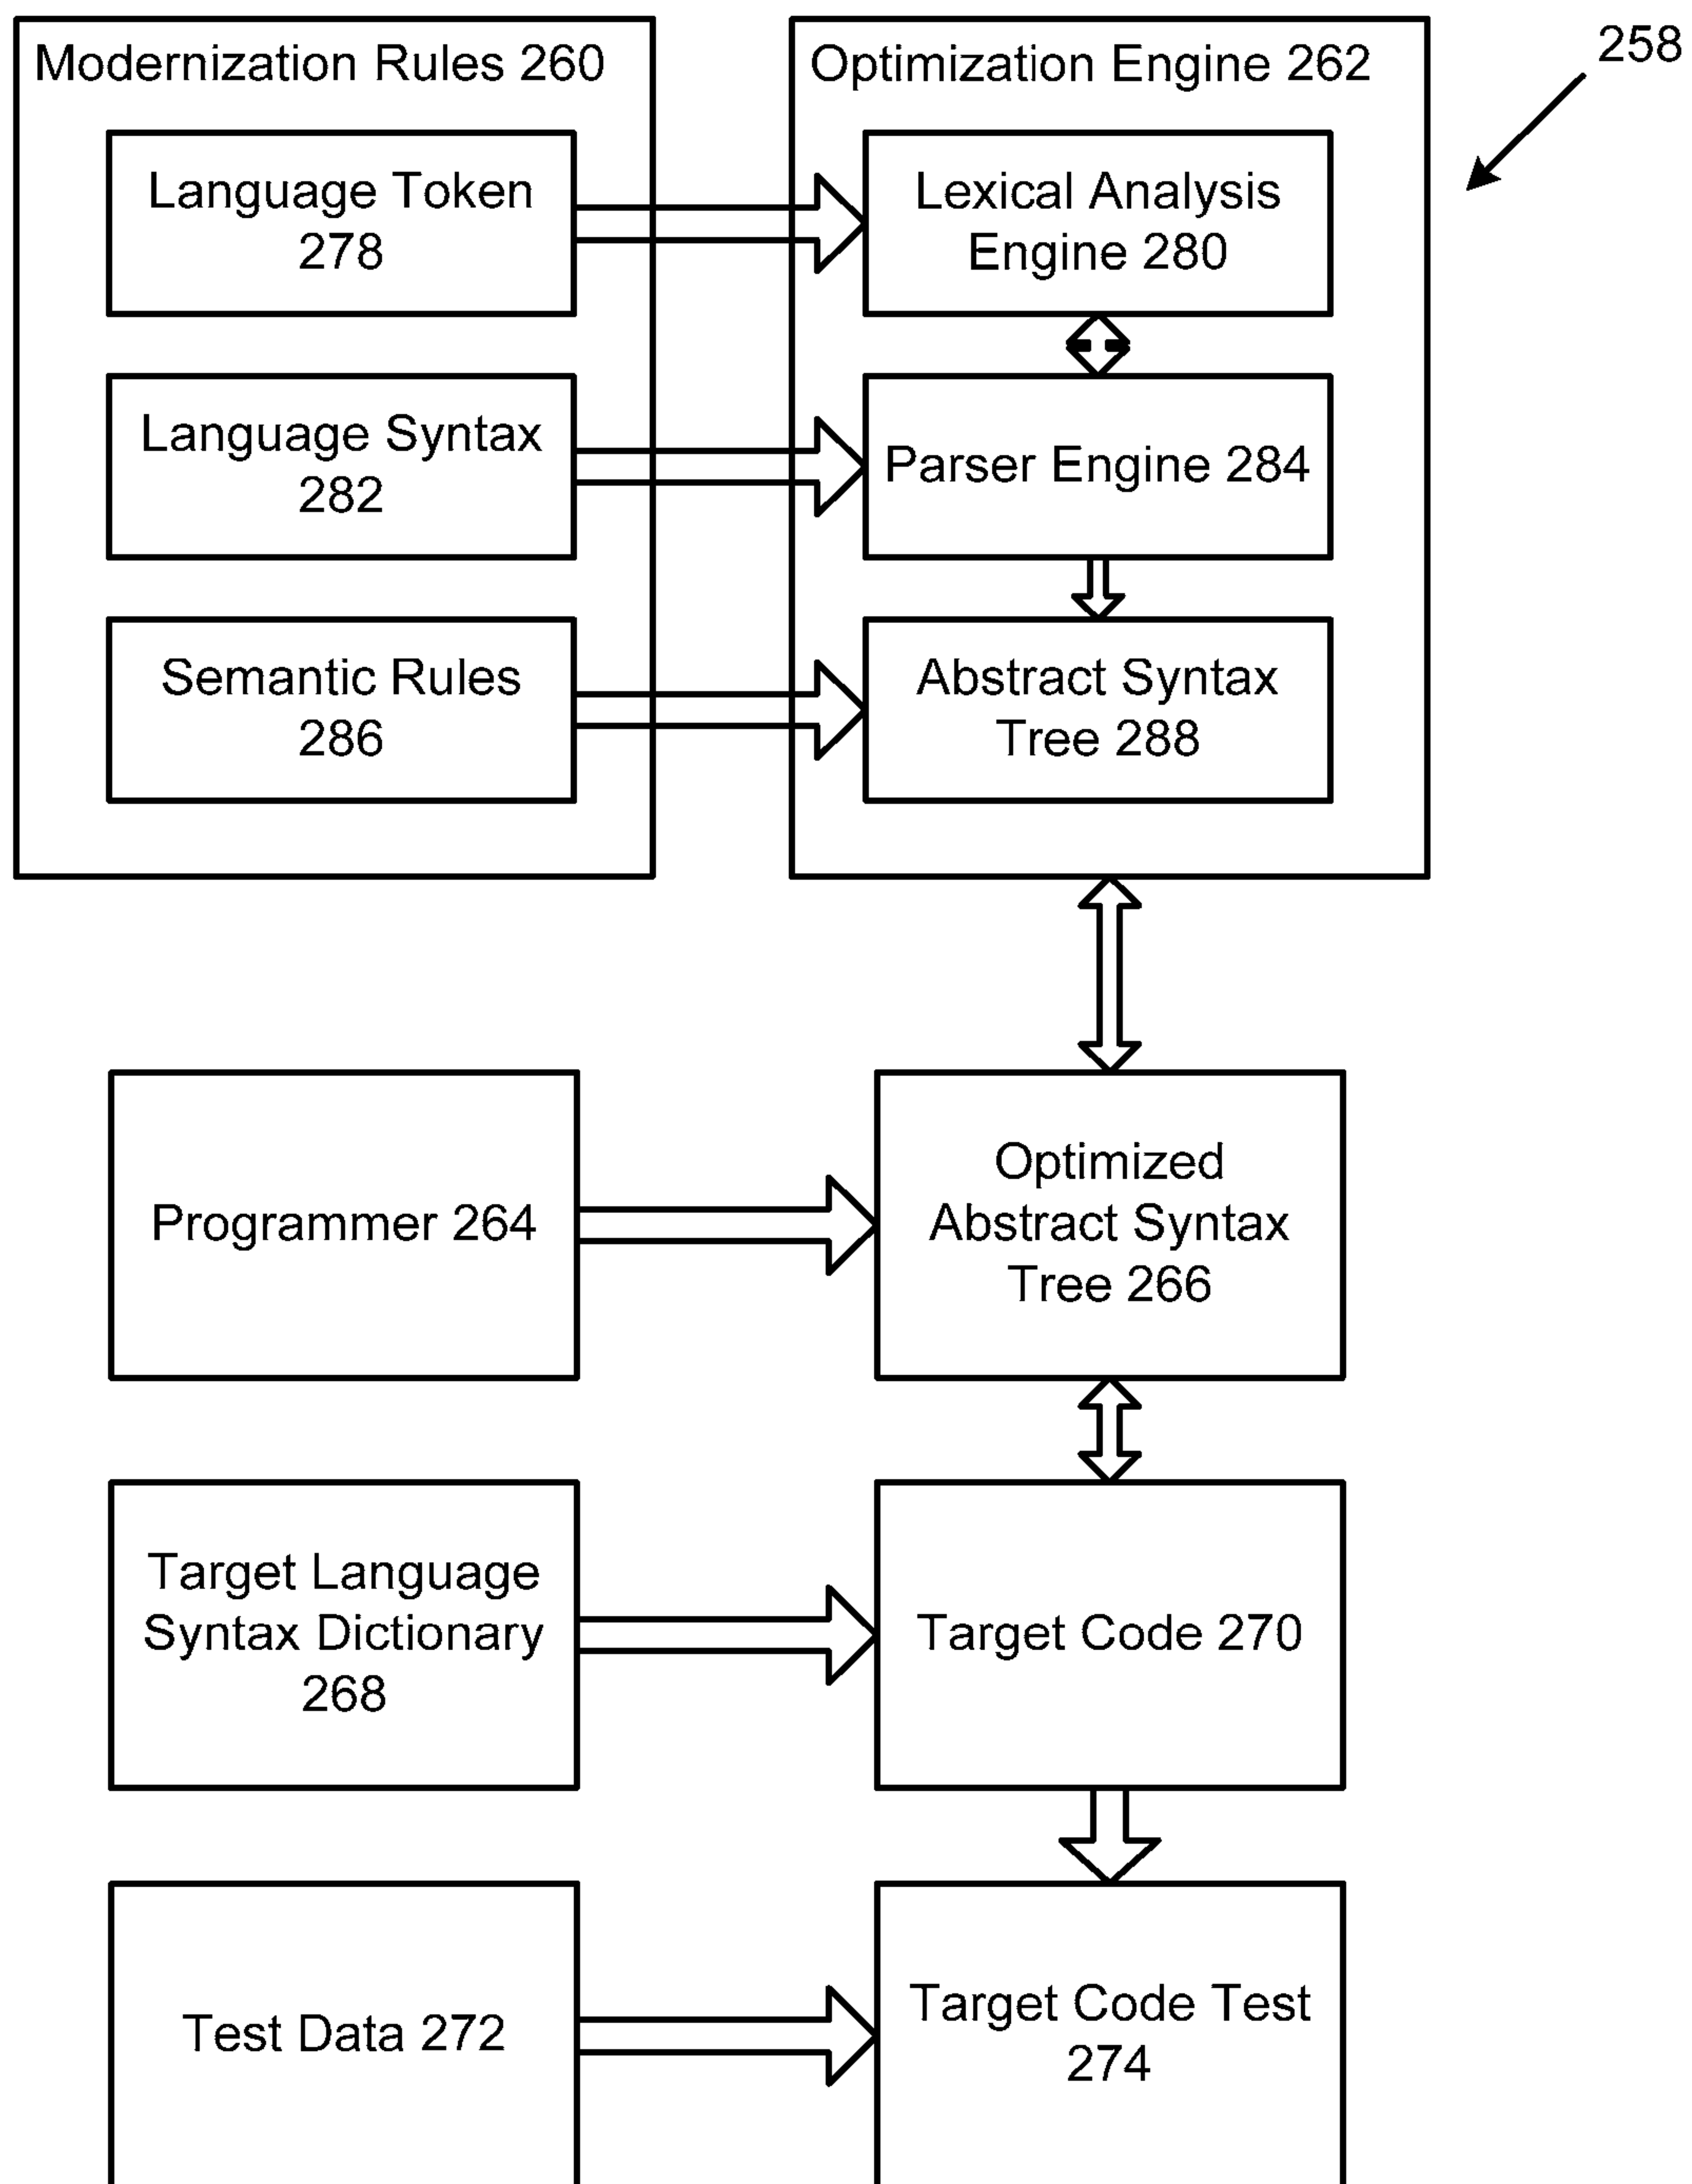 Modernization Rules 260
Optimization Engine 262
258
Language Token
278
Lexical Analysis
Engine 280
Language Syntax
282
Parser Engine 284
Semantic Rules
286
Abstract Syntax
Tree 288
Programmer 264
Optimized
Abstract Syntax
Tree 266
Target Language
Syntax Dictionary
268
Target Code 270
Test Data 272
Target Code Test
274